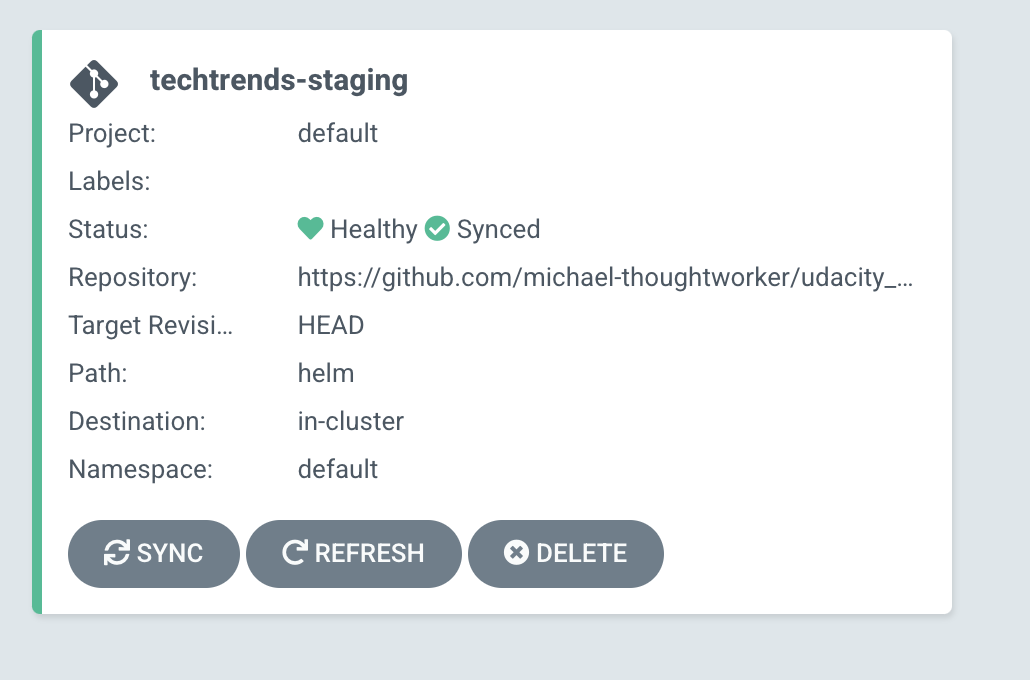 techtrends-staging
Project: default
Labels:
Status: Healthy Synced
Repository: https://github.com/michael-thoughtworker/udacity_...
Target Revisi... HEAD
Path: helm
Destination: in-cluster
Namespace: default
SYNC REFRESH DELETE